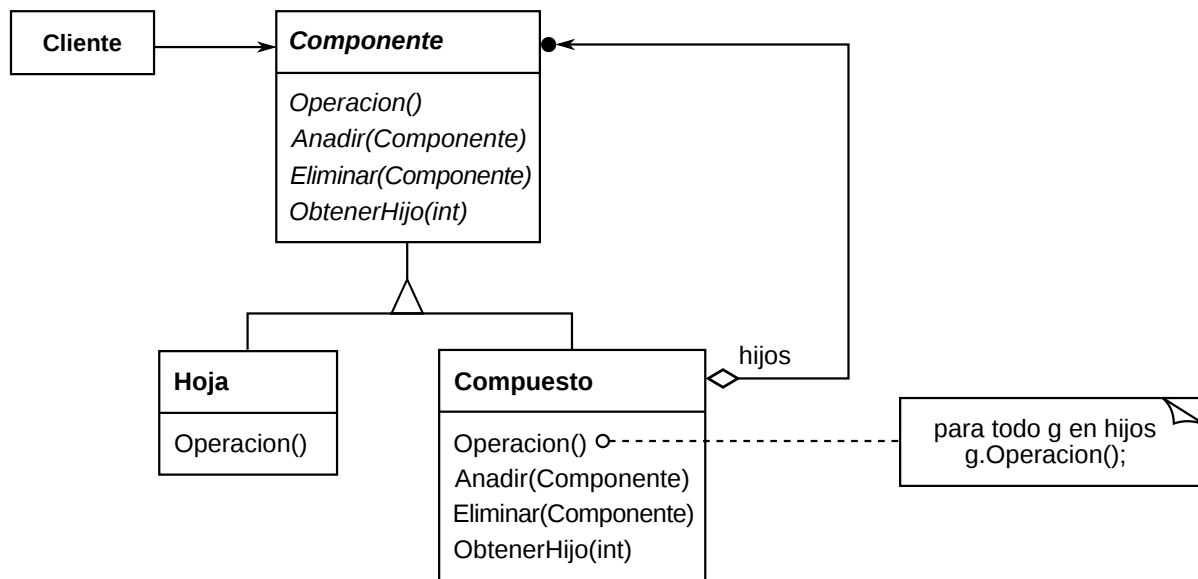 Cliente
Componente
Operacion()
Anadir(Componente)
Eliminar(Componente)
ObtenerHijo(int)
hijos
Hoja
Operacion()
Compuesto
Operacion()
Anadir(Componente)
Eliminar(Componente)
ObtenerHijo(int)
para todo g en hijos
g.Operacion();